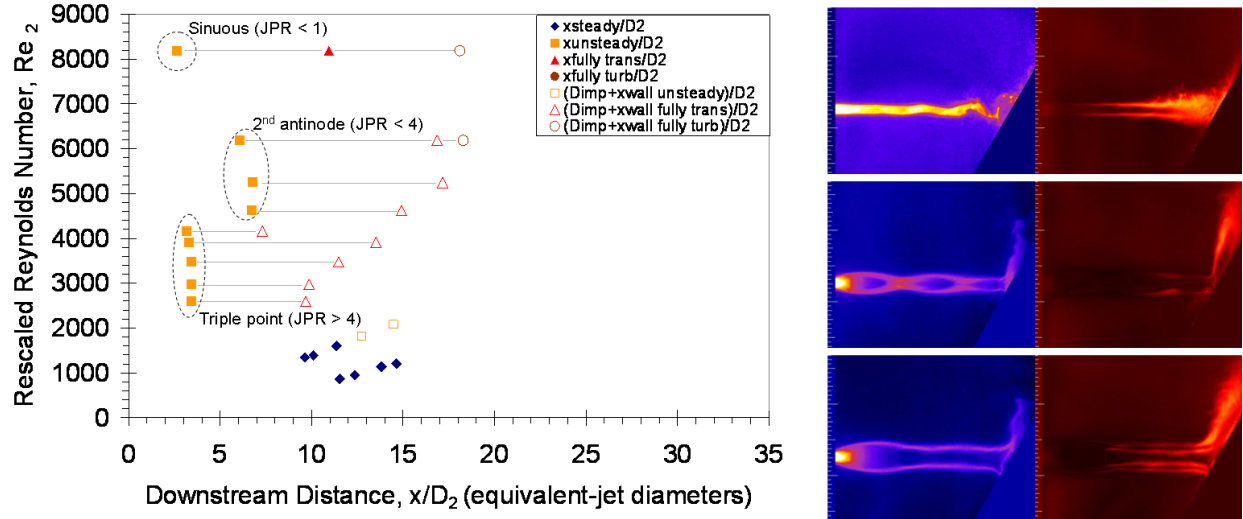 9000
8000
7000
6000
5000
4000
3000
2000
1000
0
Rescaled Reynolds Number, Re 2
Sinuous (JPR < 1)
2nd antinode (JPR < 4)
Triple point (JPR > 4)
xsteady/D2
xunsteady/D2
xfully trans/D2
xfully turb/D2
(Dimp+xwall unsteady)/D2
(Dimp+xwall fully trans)/D2
(Dimp+xwall fully turb)/D2
0 5 10 15 20 25 30 35
Downstream Distance, x/D2 (equivalent-jet diameters)